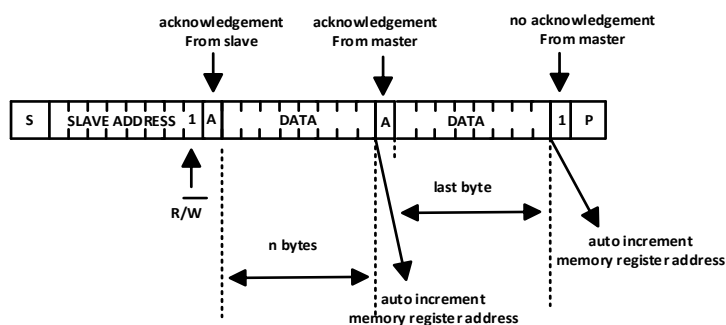 acknowledgement
From slave
acknowledgement
From master
no acknowledgement
From master
S SLAVE ADDRESS 1 A DATA A DATA 1 P
R/W
last byte
n bytes
auto increment
memory register address
auto increment
memory register address